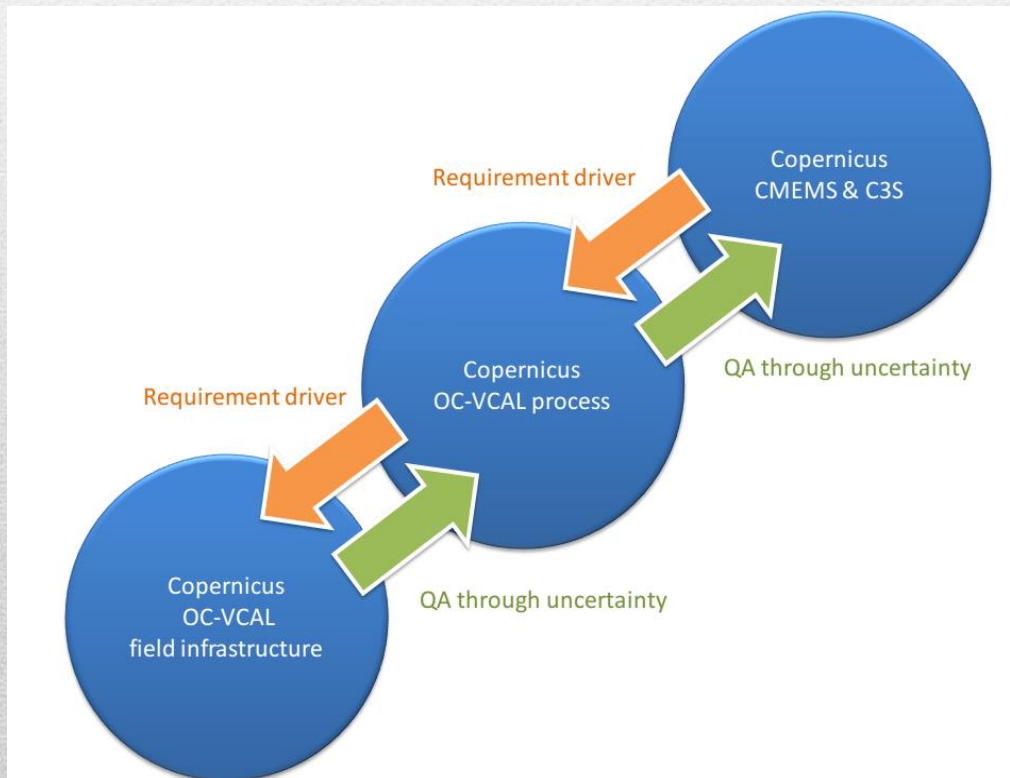 Requirement driver
Copernicus
CMEMS & C3S
QA through uncertainty
Copernicus
OC-VCAL process
Requirement driver
QA through uncertainty
Copernicus
OC-VCAL
field infrastructure